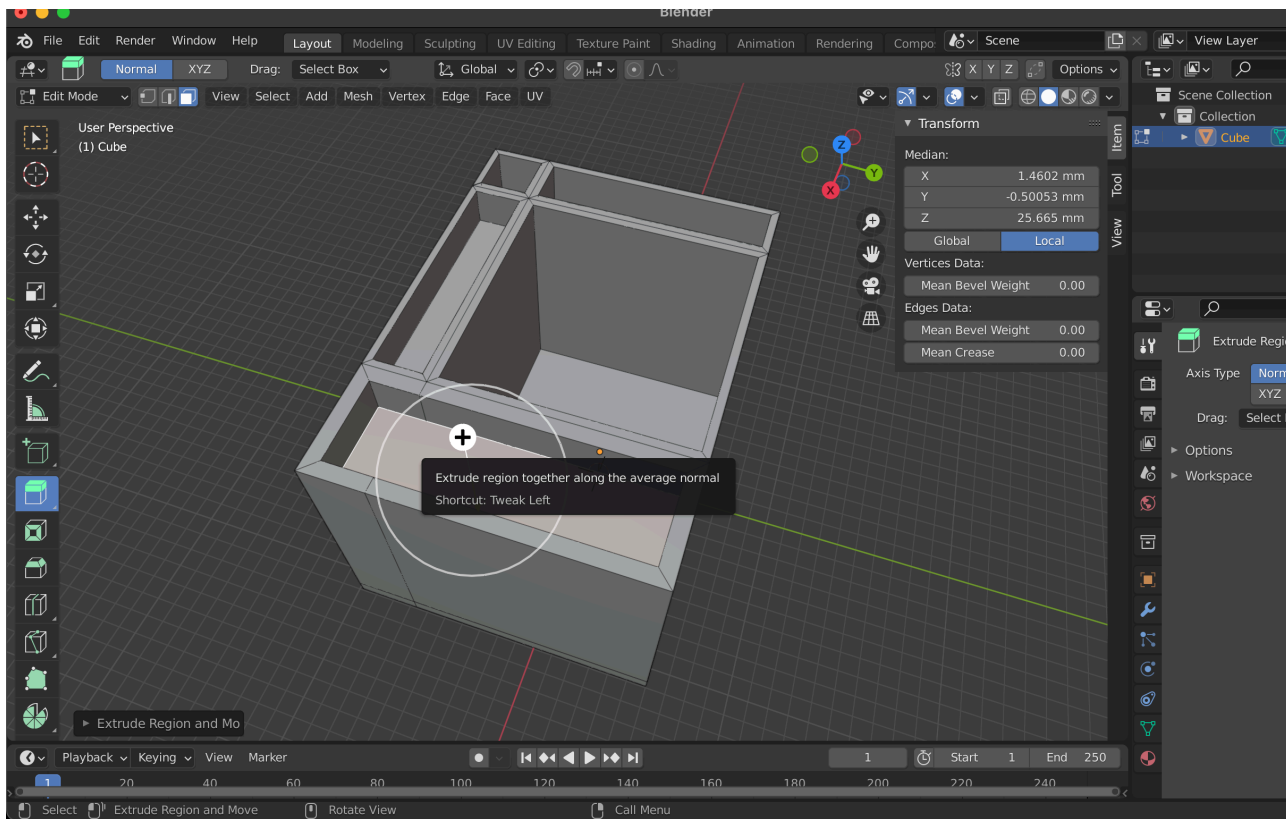 Blender
File Edit Render Window Help Layout Modeling Sculpting UV Editing Texture Paint Shading Animation Rendering Compo Scene View Layer
Normal XYZ Drag: Select Box Global X Y Z Options
Edit Mode View Select Add Mesh Vertex Edge Face UV
User Perspective
(1) Cube
Z
Y
X
Transform
Median:
X 1.4602 mm
Y -0.50053 mm
Z 25.665 mm
Global Local
Vertices Data:
Mean Bevel Weight 0.00
Edges Data:
Mean Bevel Weight 0.00
Mean Crease 0.00
Item
Tool
View
Scene Collection
Collection
Cube
Extrude Regi
Axis Type Norm
XYZ
Drag: Select
Options
Workspace
Extrude region together along the average normal
Shortcut: Tweak Left
Extrude Region and Mo
Playback Keying View Marker 1 Start 1 End 250
1 20 40 60 80 100 120 140 160 180 200 220 240
Select Extrude Region and Move Rotate View Call Menu